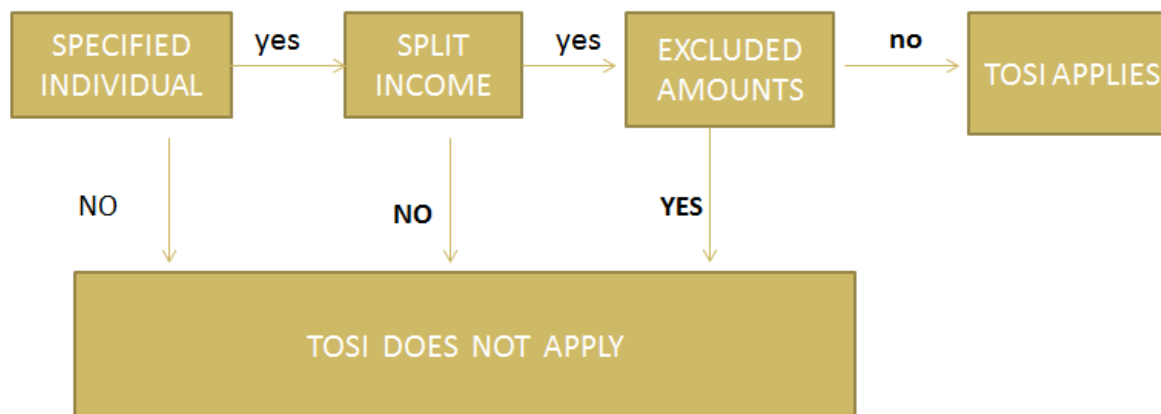 SPECIFIED
INDIVIDUAL
yes
SPLIT
INCOME
yes
EXCLUDED
AMOUNTS
no
TOSI APPLIES
NO
NO
YES
TOSI DOES NOT APPLY